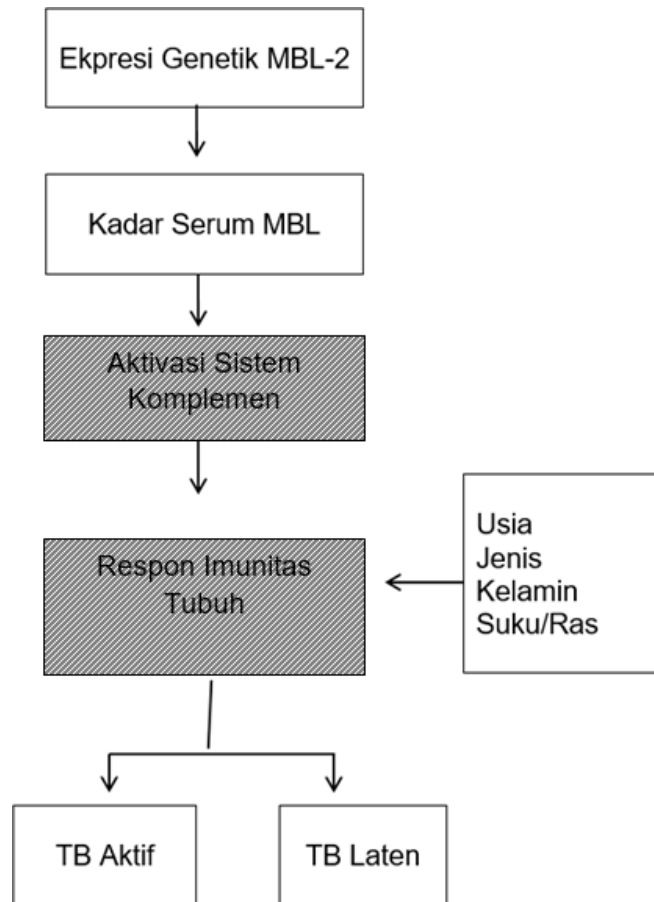 Ekpresi Genetik MBL-2
Kadar Serum MBL
Aktivasi Sistem
Komplemen
Respon Imunitas
Tubuh
Usia
Jenis
Kelamin
Suku/Ras
TB Aktif
TB Laten